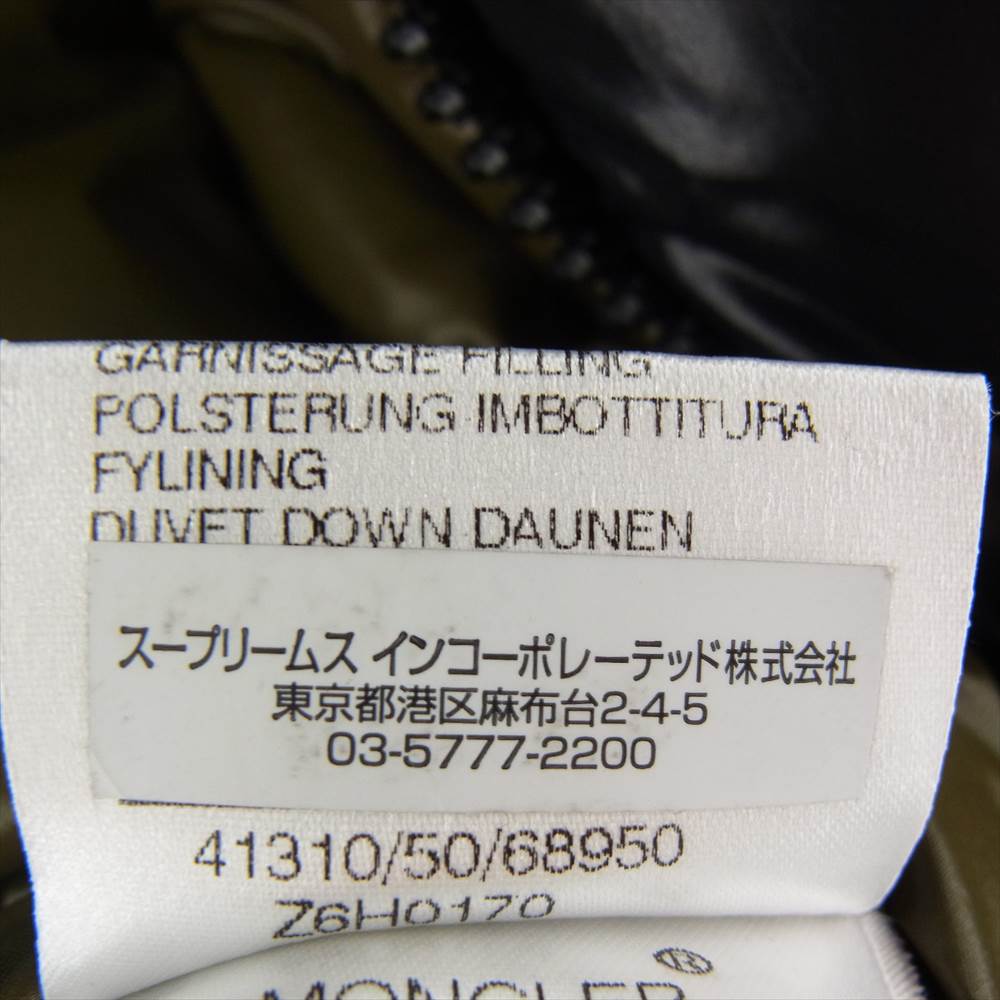 GARNISSAGE FILLING
POLSTERUNG IMBOTTITURA
FYLINING
DUVET DOWN DAUNEN
スープリームス インコーポレーテッド株式会社
東京都港区麻布台2-4-5
03-5777-2200
41310/50/68950
Z6H0170
MONCLER®